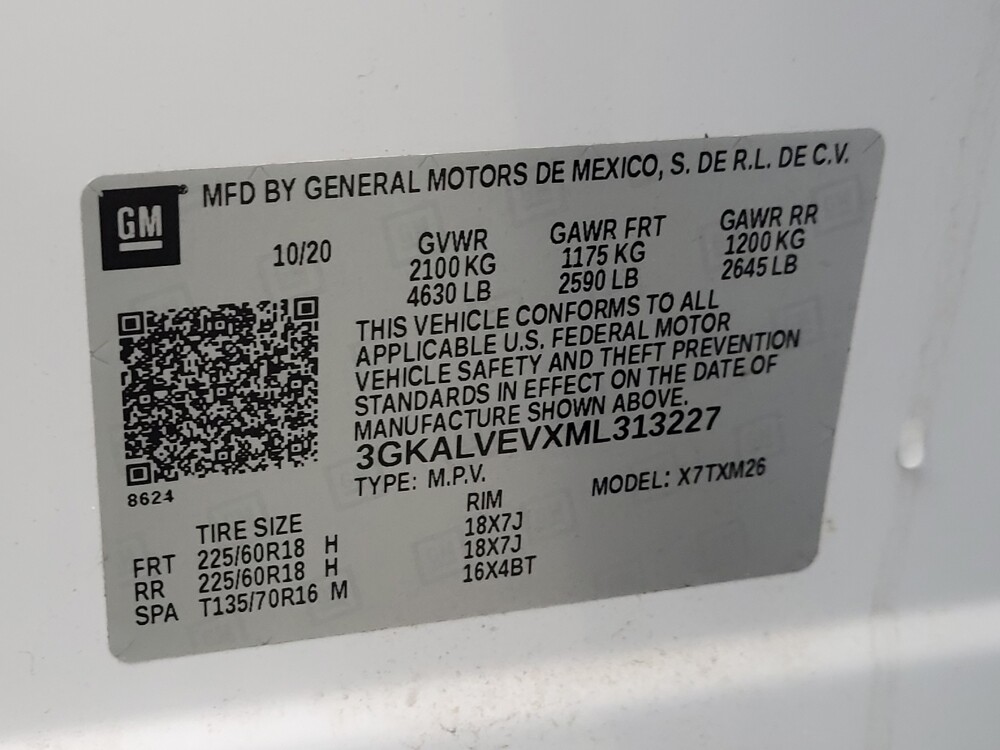 GM
MFD BY GENERAL MOTORS DE MEXICO, S. DE R.L. DE C.V.
10/20
GVWR
2100 KG
4630 LB
GAWR FRT
1175 KG
2590 LB
GAWR RR
1200 KG
2645 LB
THIS VEHICLE CONFORMS TO ALL
APPLICABLE U.S. FEDERAL MOTOR
VEHICLE SAFETY AND THEFT PREVENTION
STANDARDS IN EFFECT ON THE DATE OF
MANUFACTURE SHOWN ABOVE.
3GKALVEVXML313227
TYPE: M.P.V. MODEL: X7TXM26
8624
TIRE SIZE RIM
FRT 225/60R18 H 18X7J
RR 225/60R18 H 18X7J
SPA T135/70R16 M 16X4BT